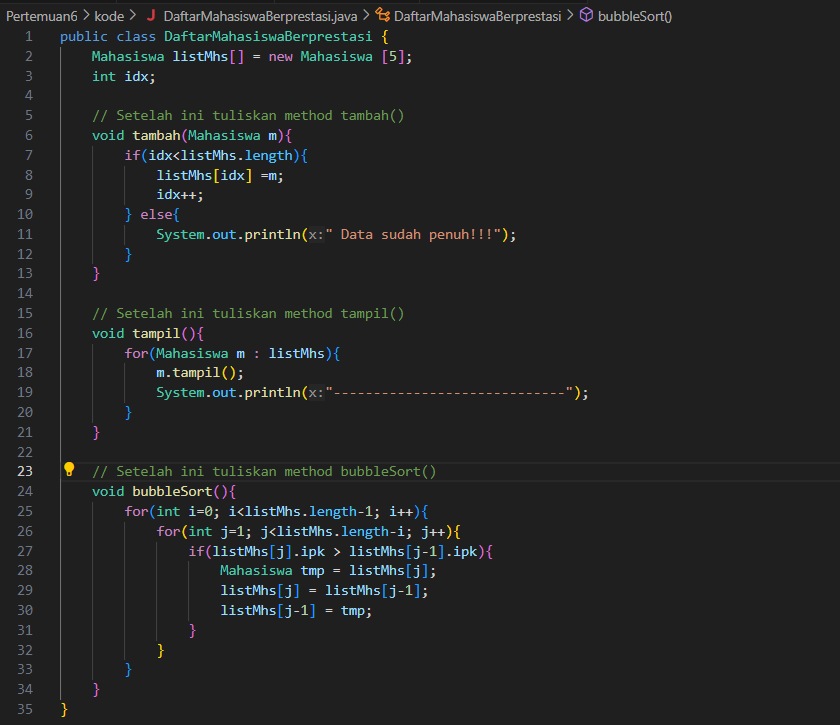 Pertemuan6 > kode > J DaftarMahasiswaBerprestasi.java > DaftarMahasiswaBerprestasi > bubbleSort()
1 public class DaftarMahasiswaBerprestasi {
2     Mahasiswa listMhs[] = new Mahasiswa [5];
3     int idx;
4
5     // Setelah ini tuliskan method tambah()
6     void tambah(Mahasiswa m){
7         if(idx<listMhs.length){
8             listMhs[idx] =m;
9             idx++;
10         } else{
11             System.out.println(x:" Data sudah penuh!!!");
12         }
13     }
14
15     // Setelah ini tuliskan method tampil()
16     void tampil(){
17         for(Mahasiswa m : listMhs){
18             m.tampil();
19             System.out.println(x:"-----------------------------");
20         }
21     }
22
23     // Setelah ini tuliskan method bubbleSort()
24     void bubbleSort(){
25         for(int i=0; i<listMhs.length-1; i++){
26             for(int j=1; j<listMhs.length-i; j++){
27                 if(listMhs[j].ipk > listMhs[j-1].ipk){
28                     Mahasiswa tmp = listMhs[j];
29                     listMhs[j] = listMhs[j-1];
30                     listMhs[j-1] = tmp;
31                 }
32             }
33         }
34     }
35 }